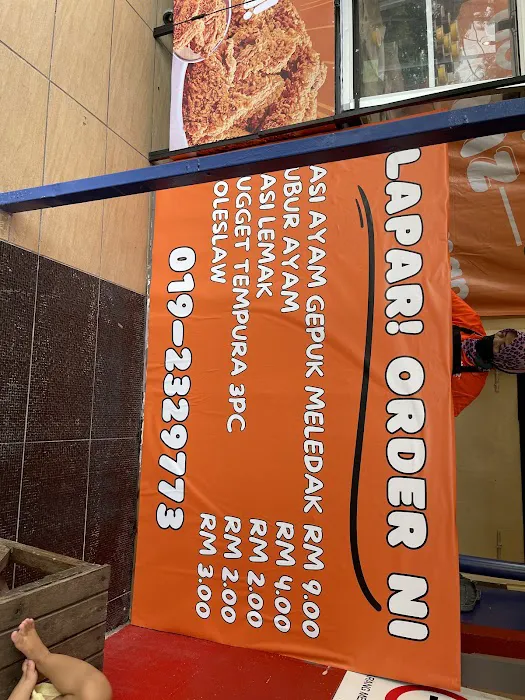 LAPAR! ORDER NI
ASI AYAM GEPUK MELEDAK RM 9.00
UBUR AYAM RM 4.00
ASI LEMAK RM 2.00
UGGET TEMPURA 3PC RM 2.00
OLESLAW RM 3.00
019-2329773